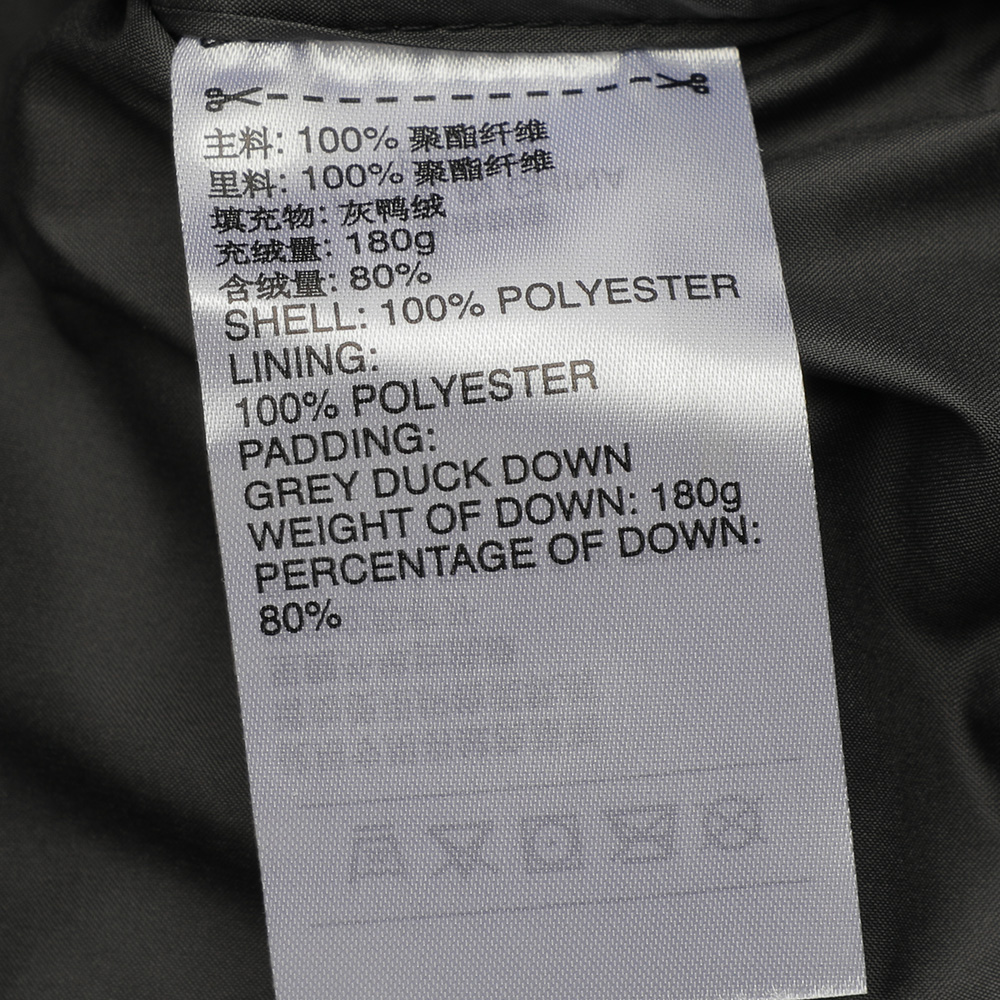 主料: 100% 聚酯纤维
里料: 100% 聚酯纤维
填充物: 灰鸭绒
充绒量: 180g
含绒量: 80%
SHELL: 100% POLYESTER
LINING:
100% POLYESTER
PADDING:
GREY DUCK DOWN
WEIGHT OF DOWN: 180g
PERCENTAGE OF DOWN:
80%